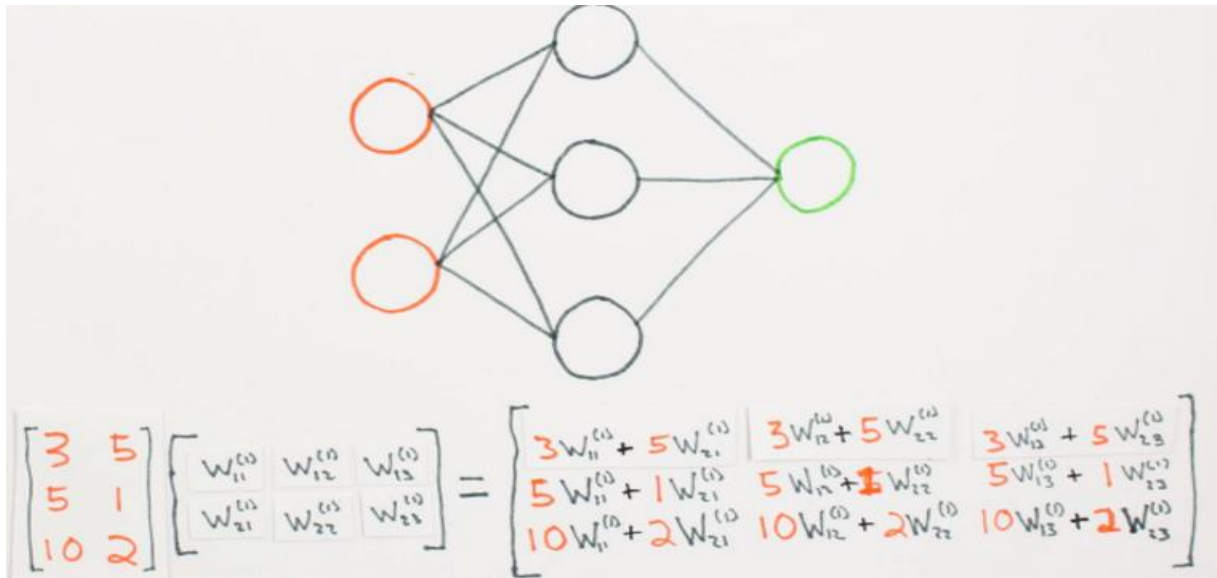 [3 5] [W₁₁⁽¹⁾ W₁₂⁽¹⁾ W₁₃⁽¹⁾] = [3W₁₁⁽¹⁾ + 5W₂₁⁽¹⁾ 3W₁₂⁽¹⁾ + 5W₂₂⁽¹⁾ 3W₁₃⁽¹⁾ + 5W₂₃⁽¹⁾]
[5 1] [W₂₁⁽¹⁾ W₂₂⁽¹⁾ W₂₃⁽¹⁾] [5W₁₁⁽¹⁾ + 1W₂₁⁽¹⁾ 5W₁₂⁽¹⁾ + 1W₂₂⁽¹⁾ 5W₁₃⁽¹⁾ + 1W₂₃⁽¹⁾]
[10 2] [10W₁₁⁽¹⁾ + 2W₂₁⁽¹⁾ 10W₁₂⁽¹⁾ + 2W₂₂⁽¹⁾ 10W₁₃⁽¹⁾ + 2W₂₃⁽¹⁾]